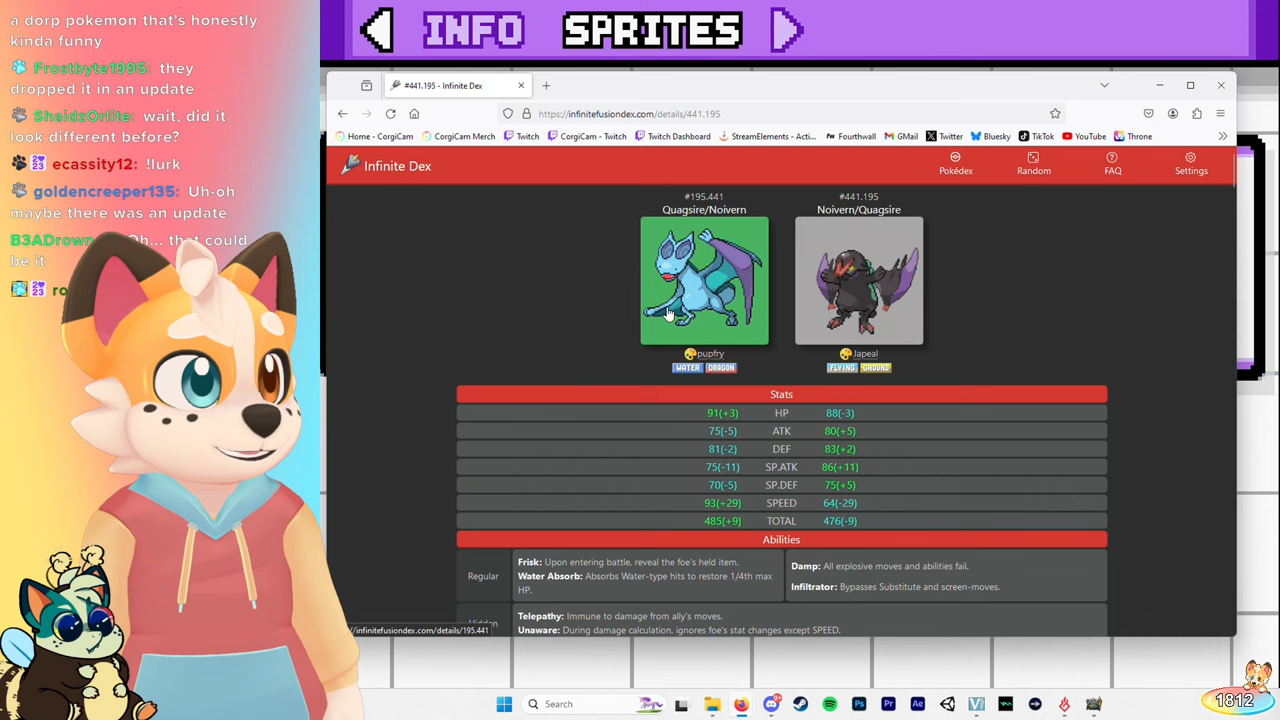 a dorp pokemon that's honestly
kinda funny
Frostbyte1995: they
dropped it in an update
ShaidzOrlite: wait, did it
look different before?
ecassity12: !lurk
goldencreeper135: Uh-oh
maybe there was an update
B3ADrown Oh... that could
be it
INFO SPRITES
#441.195 - Infinite Dex
https://infinitefusiondex.com/details/441.195
Home - CorgiCam CorgiCam Merch Twitch CorgiCam - Twitch Twitch Dashboard StreamElements - Acti... Fourthwall GMail Twitter Bluesky TikTok YouTube Throne
Infinite Dex Pokédex Random FAQ Settings
#195.441 #441.195
Quagsire/Noivern Noivern/Quagsire
pupfry Japeal
WATER DRAGON FLYING GROUND
Stats
91(+3) HP 88(-3)
75(-5) ATK 80(+5)
81(-2) DEF 83(+2)
75(-11) SP.ATK 86(+11)
70(-5) SP.DEF 75(+5)
93(+29) SPEED 64(-29)
485(+9) TOTAL 476(-9)
Abilities
Regular
Frisk: Upon entering battle, reveal the foe's held item.
Water Absorb: Absorbs Water-type hits to restore 1/4th max
HP.
Damp: All explosive moves and abilities fail.
Infiltrator: Bypasses Substitute and screen-moves.
Telepathy: Immune to damage from ally's moves.
Unaware: During damage calculation, ignores foe's stat changes except SPEED.
//infinitefusiondex.com/details/195.441
Search
1812